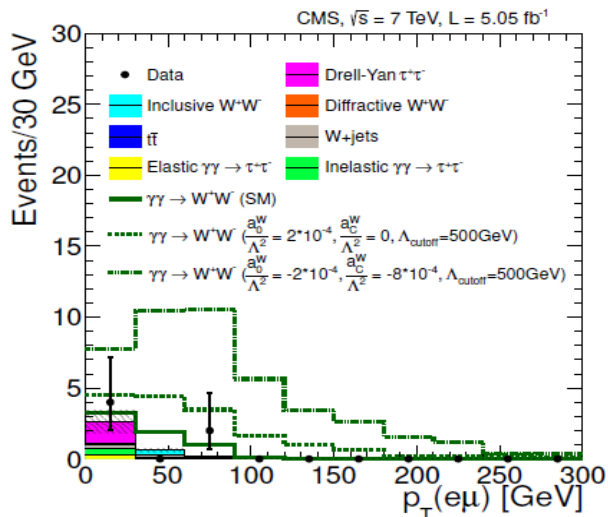 CMS, √s = 7 TeV, L = 5.05 fb⁻¹
Events/30 GeV
30
25
20
15
10
5
0
Data
Drell-Yan τ⁺τ⁻
Inclusive W⁺W⁻
Diffractive W⁺W⁻
tt̄
W+jets
Elastic γγ → τ⁺τ⁻
Inelastic γγ → τ⁺τ⁻
γγ → W⁺W⁻ (SM)
γγ → W⁺W⁻ (a₀ᵂ/Λ² = 2*10⁻⁴, a_Cᵂ/Λ² = 0, Λcutoff=500GeV)
γγ → W⁺W⁻ (a₀ᵂ/Λ² = -2*10⁻⁴, a_Cᵂ/Λ² = -8*10⁻⁴, Λcutoff=500GeV)
0 50 100 150 200 250 300
p_T(eμ) [GeV]